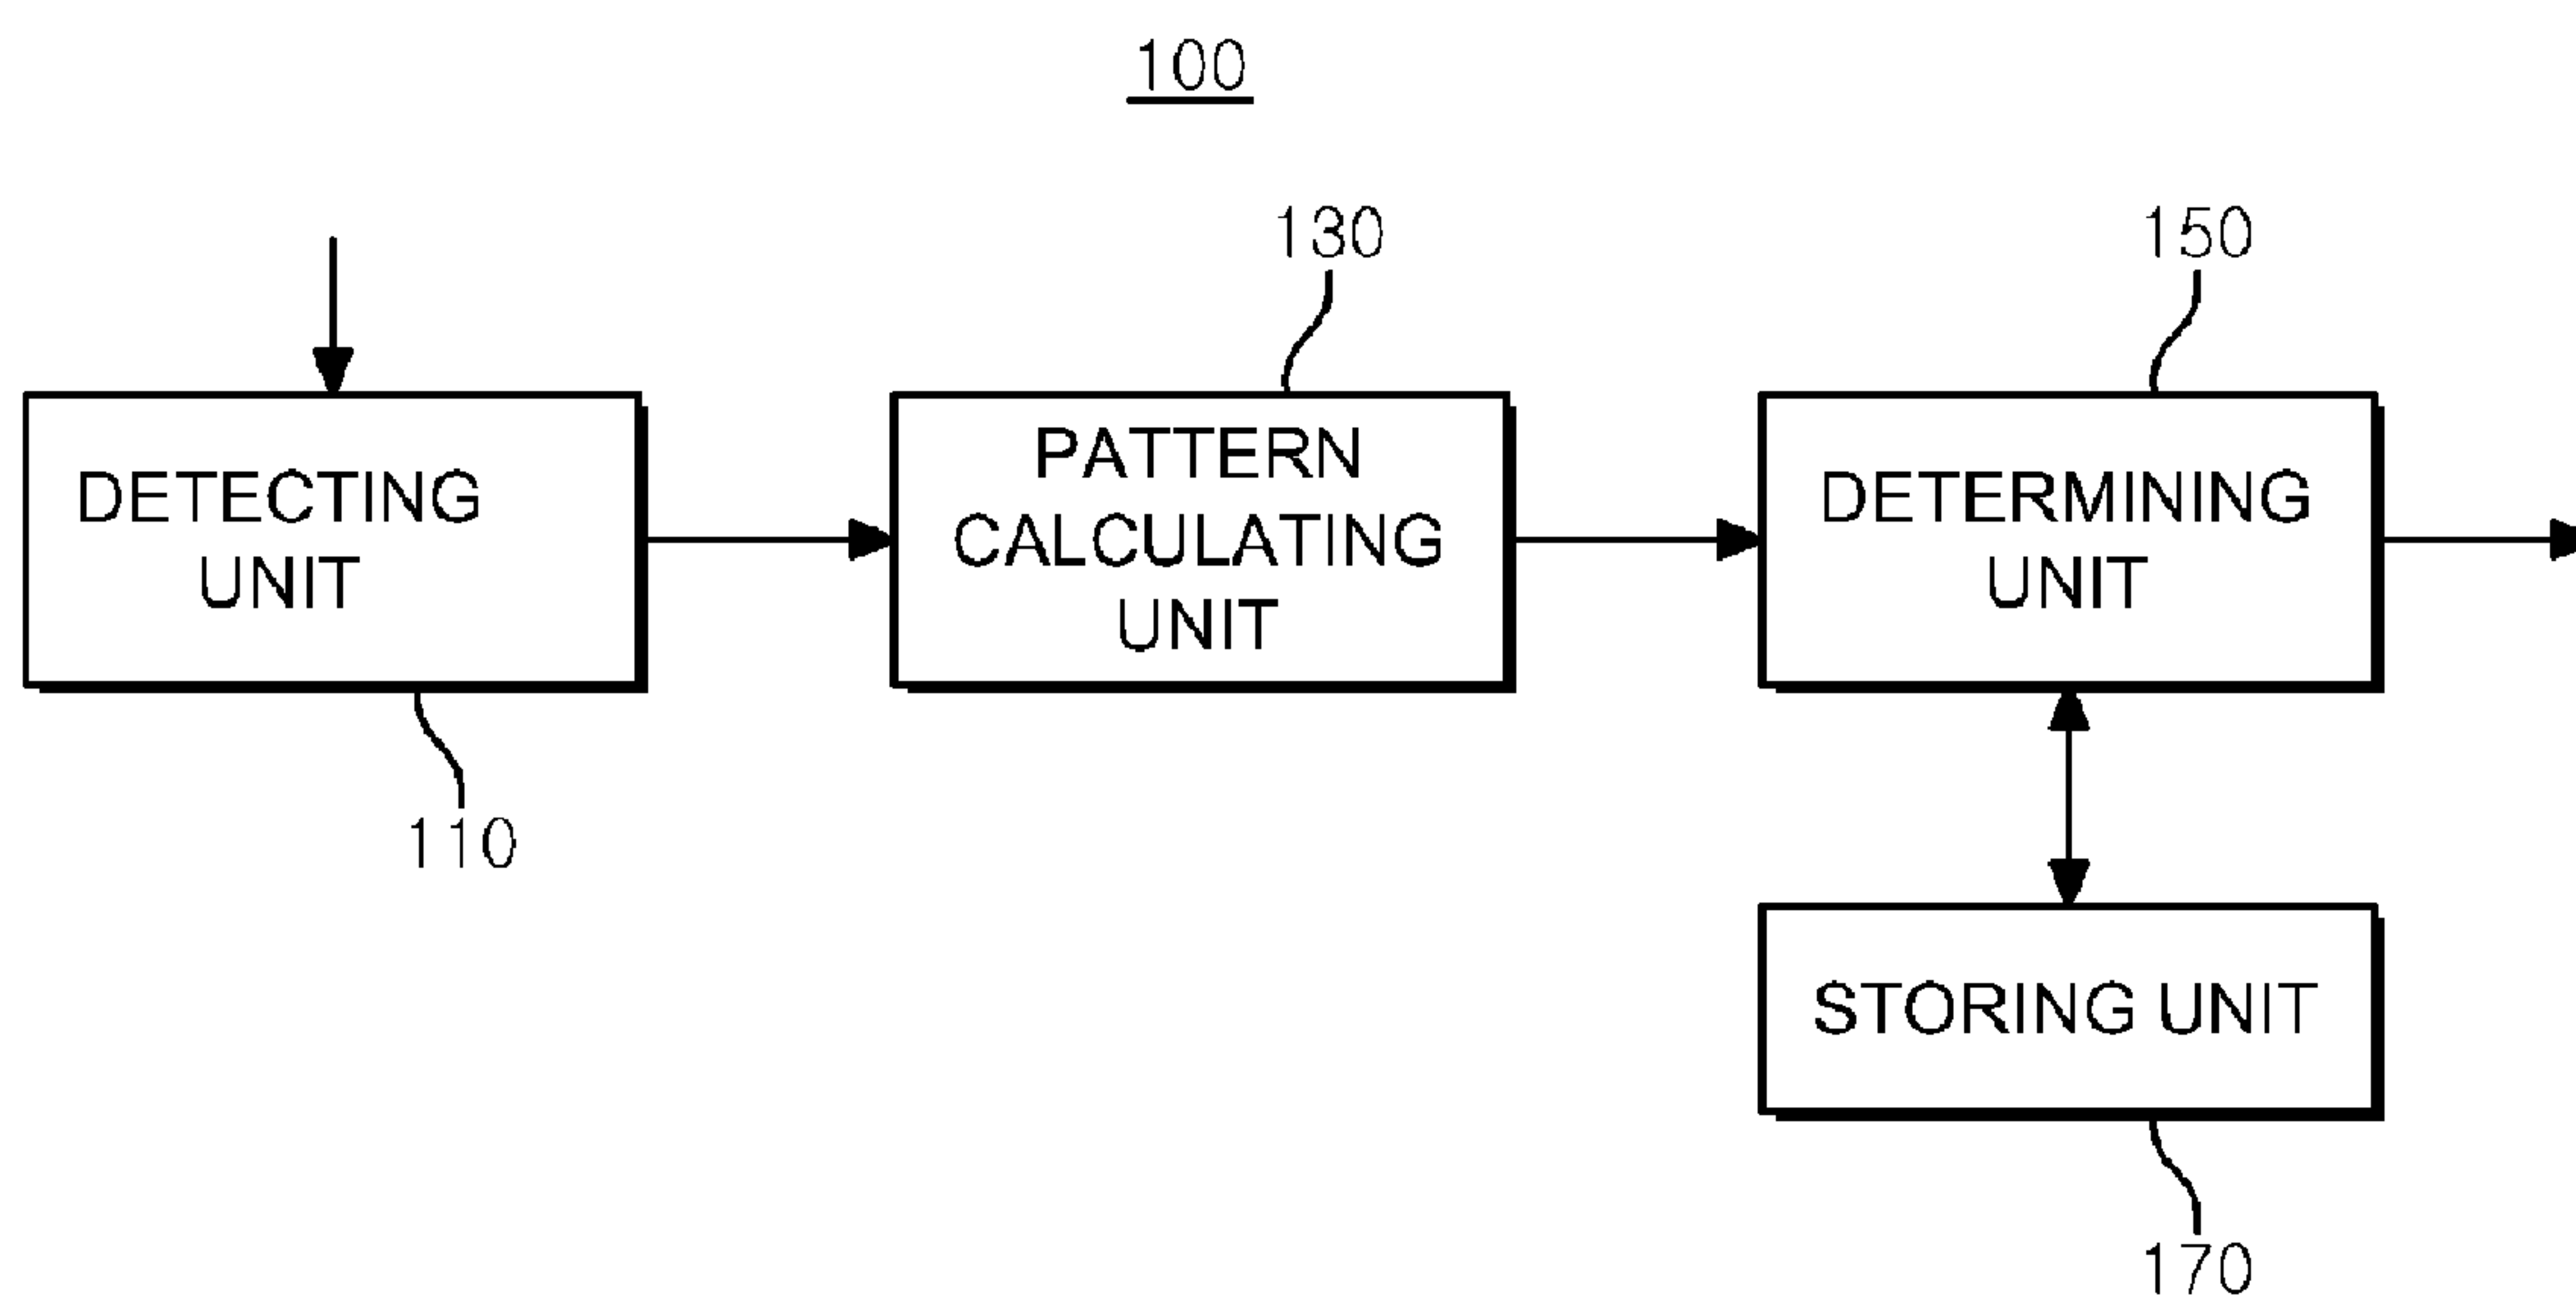 100
130
150
DETECTING
UNIT
PATTERN
CALCULATING
UNIT
DETERMINING
UNIT
110
STORING UNIT
170